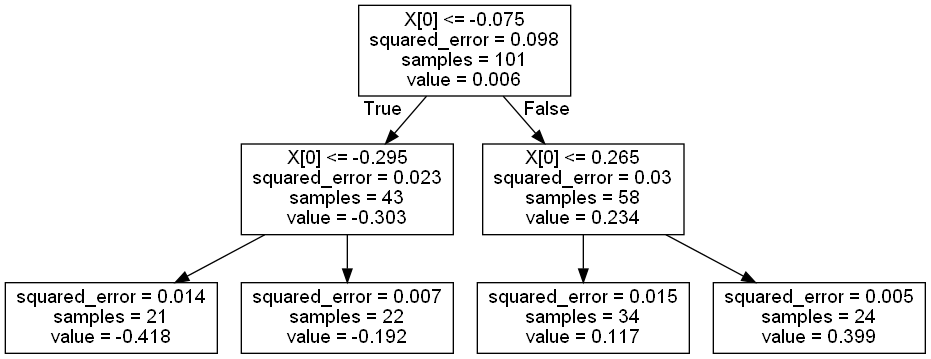 X[0] <= -0.075
squared_error = 0.098
samples = 101
value = 0.006
True
False
X[0] <= -0.295
squared_error = 0.023
samples = 43
value = -0.303
X[0] <= 0.265
squared_error = 0.03
samples = 58
value = 0.234
squared_error = 0.014
samples = 21
value = -0.418
squared_error = 0.007
samples = 22
value = -0.192
squared_error = 0.015
samples = 34
value = 0.117
squared_error = 0.005
samples = 24
value = 0.399